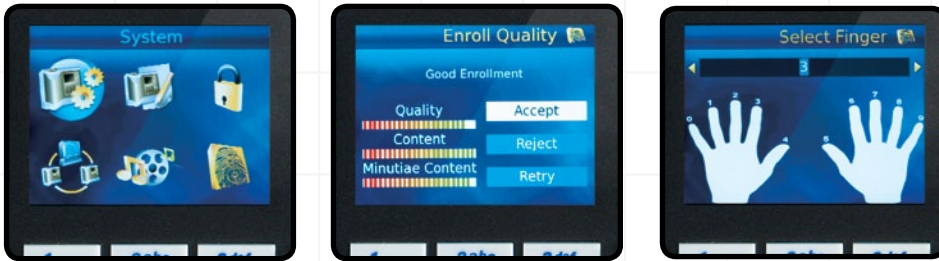 System
Enroll Quality
Good Enrollment
Quality
Accept
Content
Reject
Minutiae Content
Retry
Select Finger
3
0 1 2 3 4
5 6 7 8 9